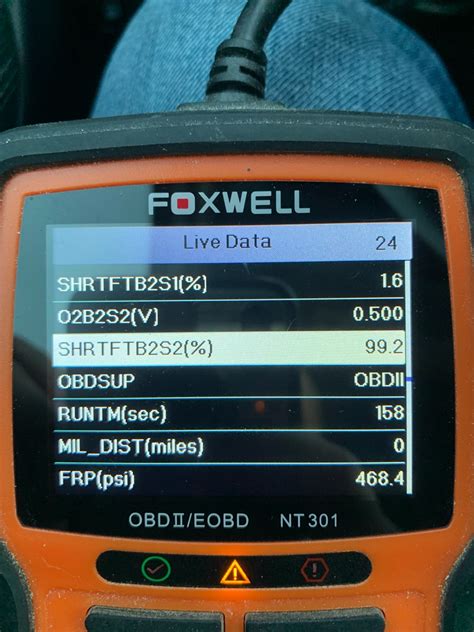 FOXWELL
Live Data 24
SHRTFTB2S1(%) 1.6
O2B2S2(V) 0.500
SHRTFTB2S2(%) 99.2
OBDSUP OBDII
RUNTM(sec) 158
MIL_DIST(miles) 0
FRP(psi) 468.4
OBDII/EOBD NT301